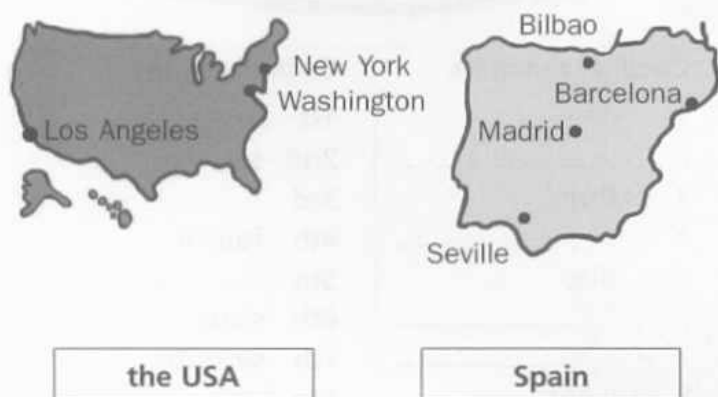 New York
Washington
Los Angeles
Bilbao
Barcelona
Madrid
Seville
the USA
Spain